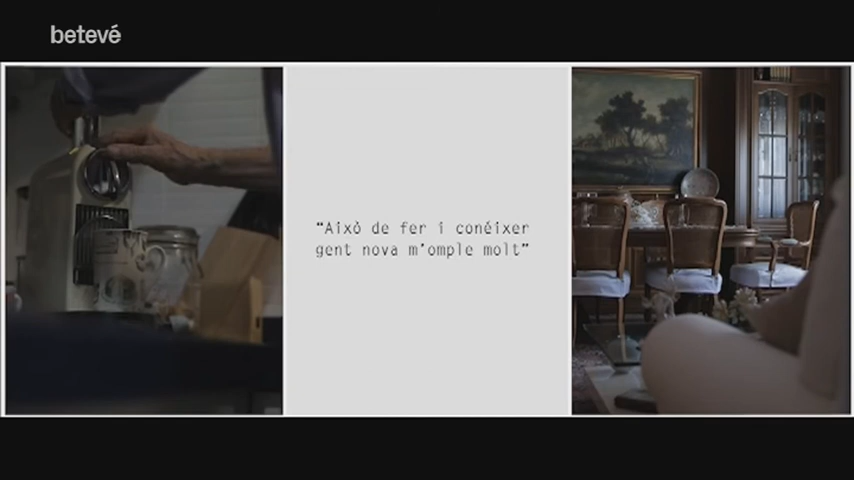 betevé
“Això de fer i conéixer
gent nova m’omple molt”